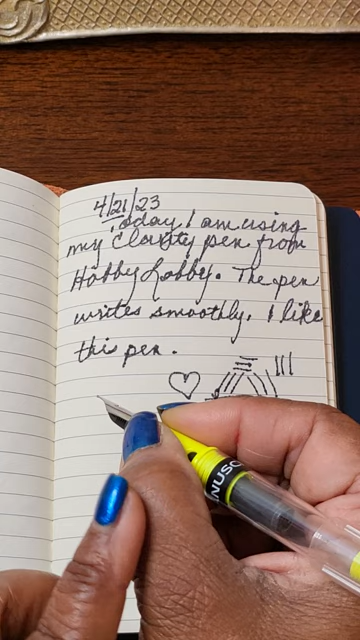 4/21/23
Today, I am using
my Clarity pen from
Hobby Lobby. The pen
writes smoothly. I like
this pen.
NUSC